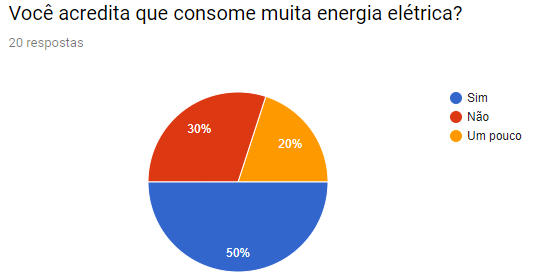 Você acredita que consome muita energia elétrica?
20 respostas
Sim
Não
Um pouco
30%
20%
50%